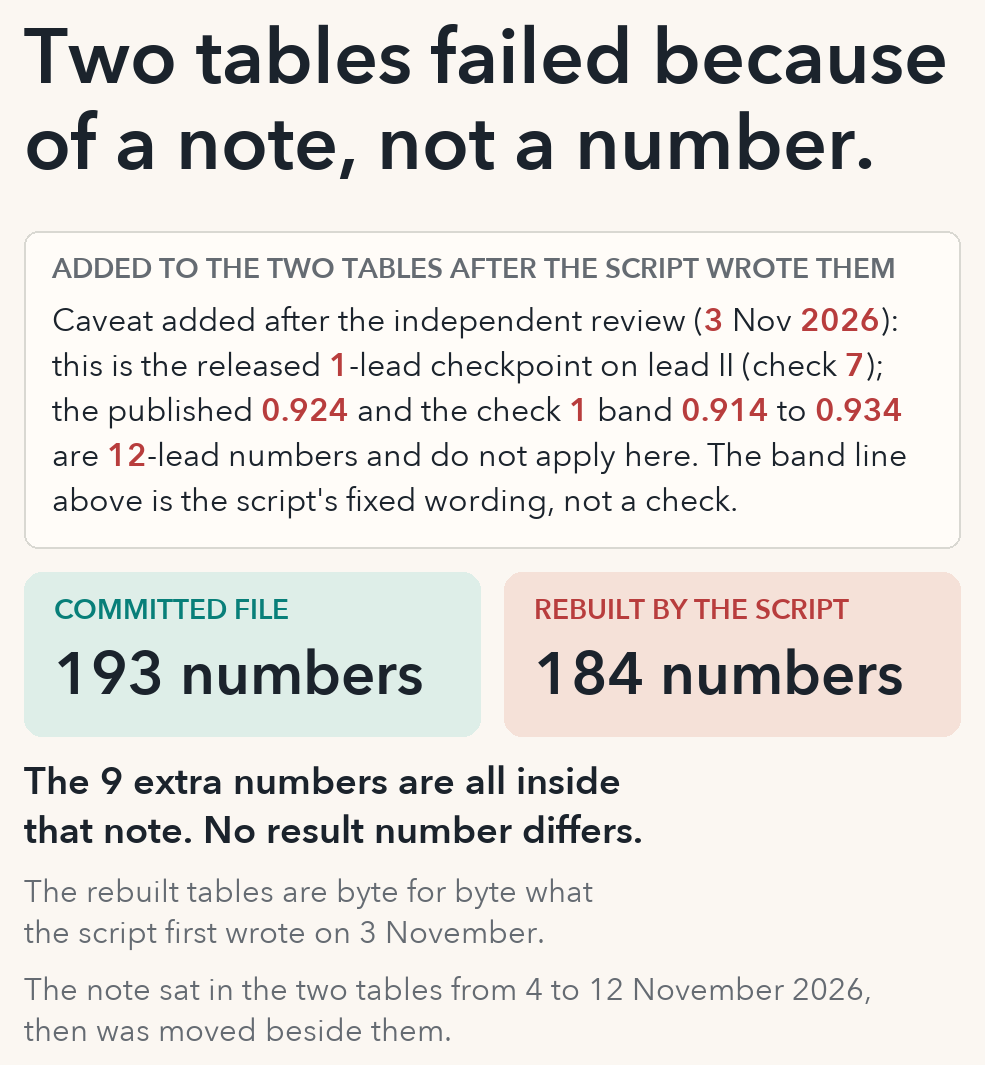 Two tables failed because
of a note, not a number.
ADDED TO THE TWO TABLES AFTER THE SCRIPT WROTE THEM
Caveat added after the independent review (3 Nov 2026):
this is the released 1-lead checkpoint on lead II (check 7);
the published 0.924 and the check 1 band 0.914 to 0.934
are 12-lead numbers and do not apply here. The band line
above is the script's fixed wording, not a check.
COMMITTED FILE
193 numbers
REBUILT BY THE SCRIPT
184 numbers
The 9 extra numbers are all inside
that note. No result number differs.
The rebuilt tables are byte for byte what
the script first wrote on 3 November.
The note sat in the two tables from 4 to 12 November 2026,
then was moved beside them.